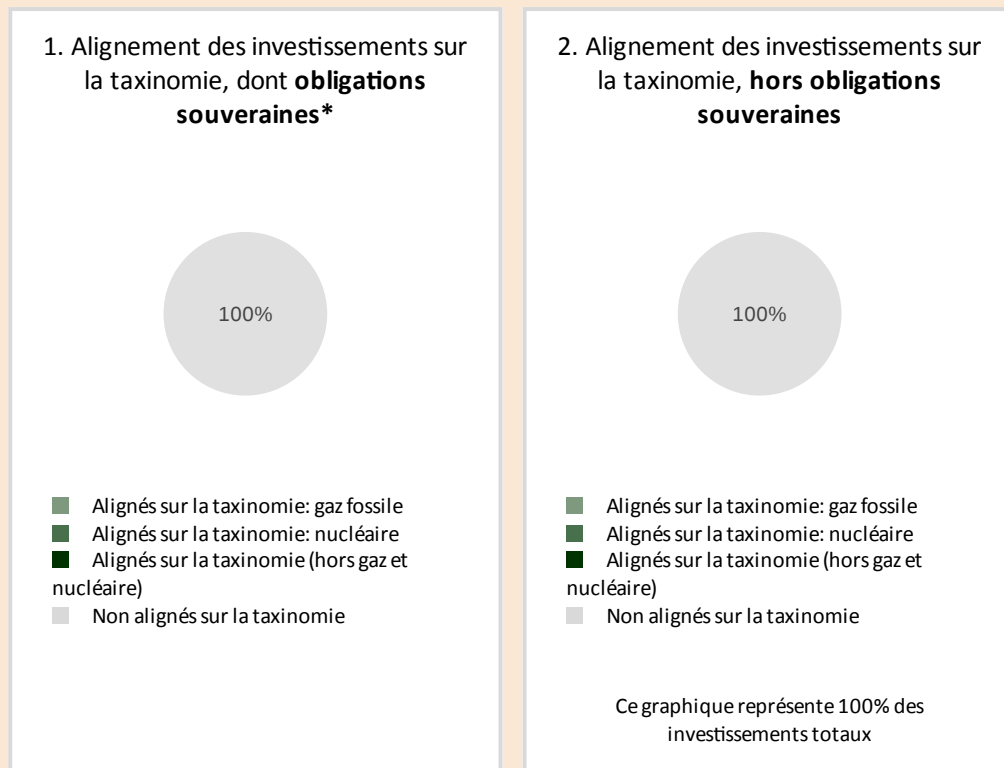 1. Alignement des investissements sur
la taxinomie, dont obligations
souveraines*
100%
Alignés sur la taxinomie: gaz fossile
Alignés sur la taxinomie: nucléaire
Alignés sur la taxinomie (hors gaz et
nucléaire)
Non alignés sur la taxinomie
2. Alignement des investissements sur
la taxinomie, hors obligations
souveraines
100%
Alignés sur la taxinomie: gaz fossile
Alignés sur la taxinomie: nucléaire
Alignés sur la taxinomie (hors gaz et
nucléaire)
Non alignés sur la taxinomie
Ce graphique représente 100% des
investissements totaux